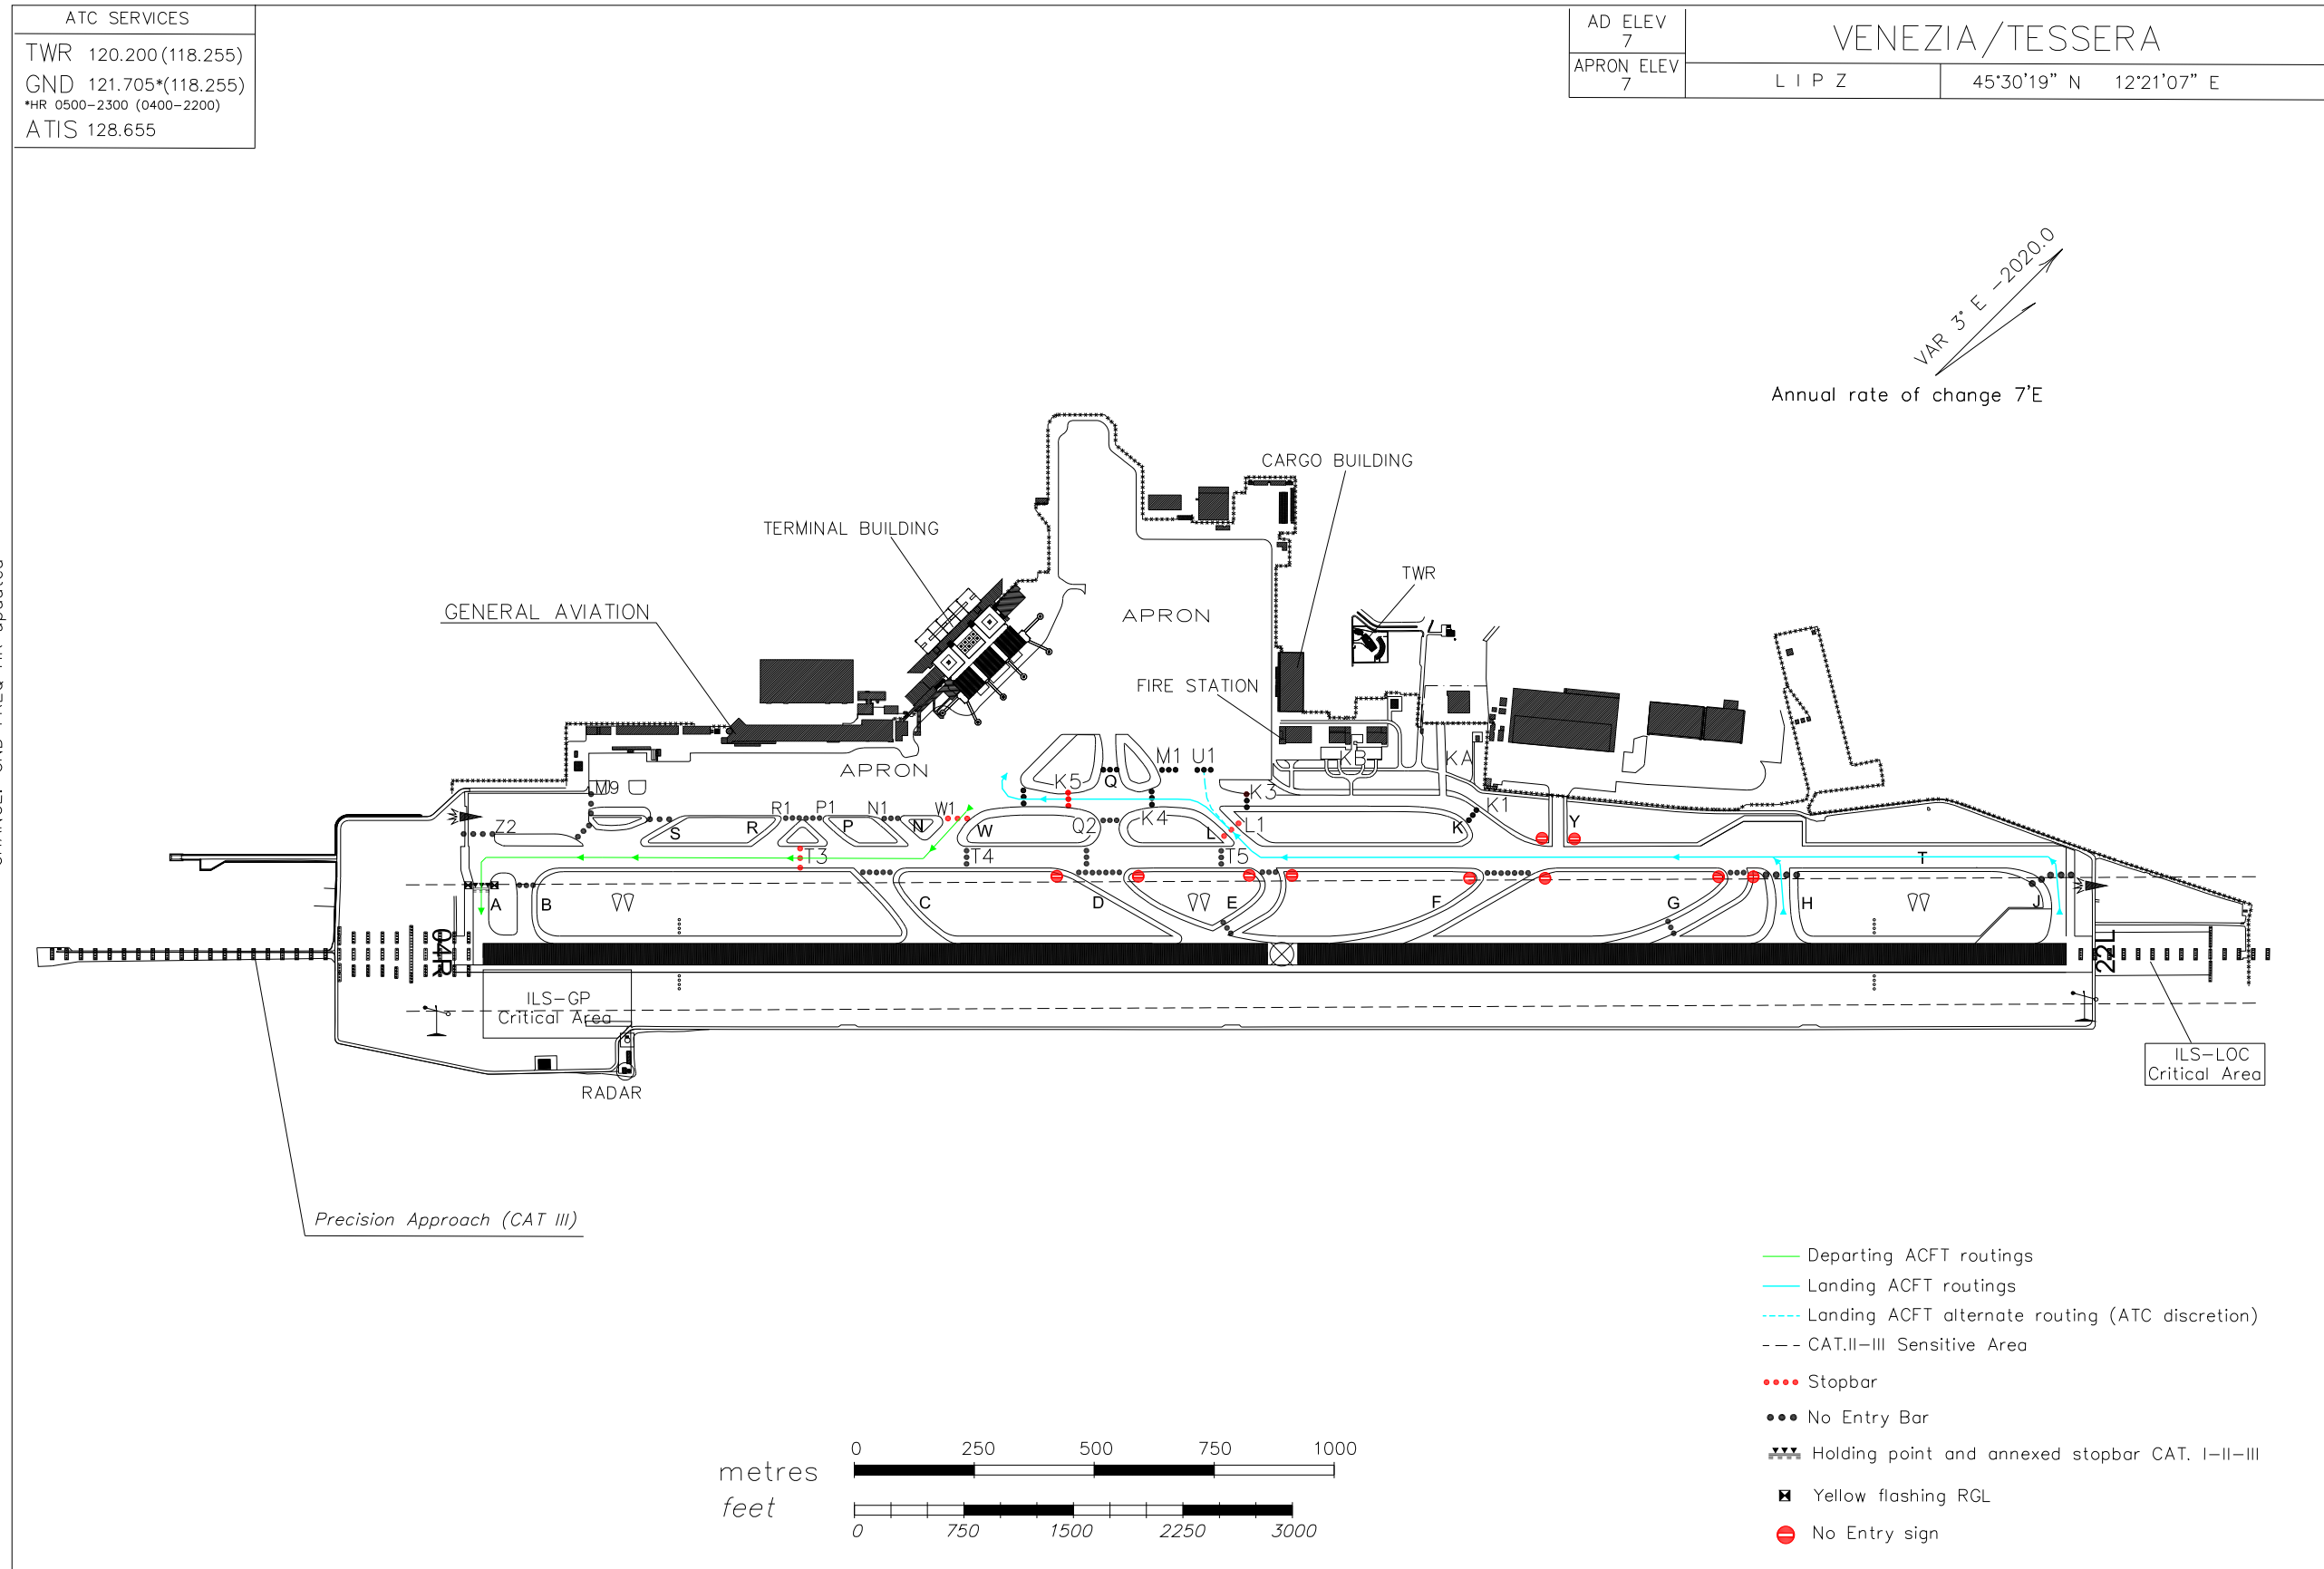 ATC SERVICES
TWR 120.200 (118.255)
GND 121.705*(118.255)
*HR 0500-2300 (0400-2200)
ATIS 128.655
AD ELEV
7
APRON ELEV
7
VENEZIA/TESSERA
L I P Z
45°30'19" N 12°21'07" E
VAR 3° E -2020.0
Annual rate of change 7'E
CARGO BUILDING
TERMINAL BUILDING
TWR
GENERAL AVIATION
APRON
FIRE STATION
APRON
M1 U1
KB
KA
M9
K5
Q
K3
R1 P1 N1 W1
K1
Z2
S
R
P
N
W
Q2
K4
L
L1
K
Y
T3
T4
T5
T
A
B
C
D
E
F
G
H
J
04R
22L
ILS-GP
Critical Area
RADAR
ILS-LOC
Critical Area
Precision Approach (CAT III)
Departing ACFT routings
Landing ACFT routings
Landing ACFT alternate routing (ATC discretion)
CAT.II-III Sensitive Area
Stopbar
No Entry Bar
Holding point and annexed stopbar CAT. I-II-III
Yellow flashing RGL
No Entry sign
0 250 500 750 1000
metres
feet
0 750 1500 2250 3000